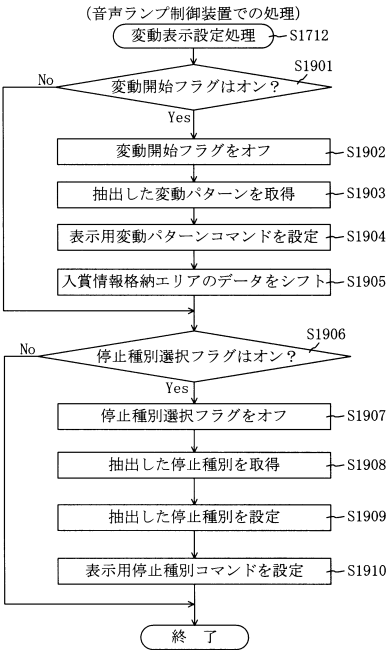 (音声ランプ制御装置での処理)
変動表示設定処理 S1712
S1901
No 変動開始フラグはオン?
Yes
変動開始フラグをオフ S1902
抽出した変動パターンを取得 S1903
表示用変動パターンコマンドを設定 S1904
入賞情報格納エリアのデータをシフト S1905
S1906
No 停止種別選択フラグはオン?
Yes
停止種別選択フラグをオフ S1907
抽出した停止種別を取得 S1908
抽出した停止種別を設定 S1909
表示用停止種別コマンドを設定 S1910
終 了